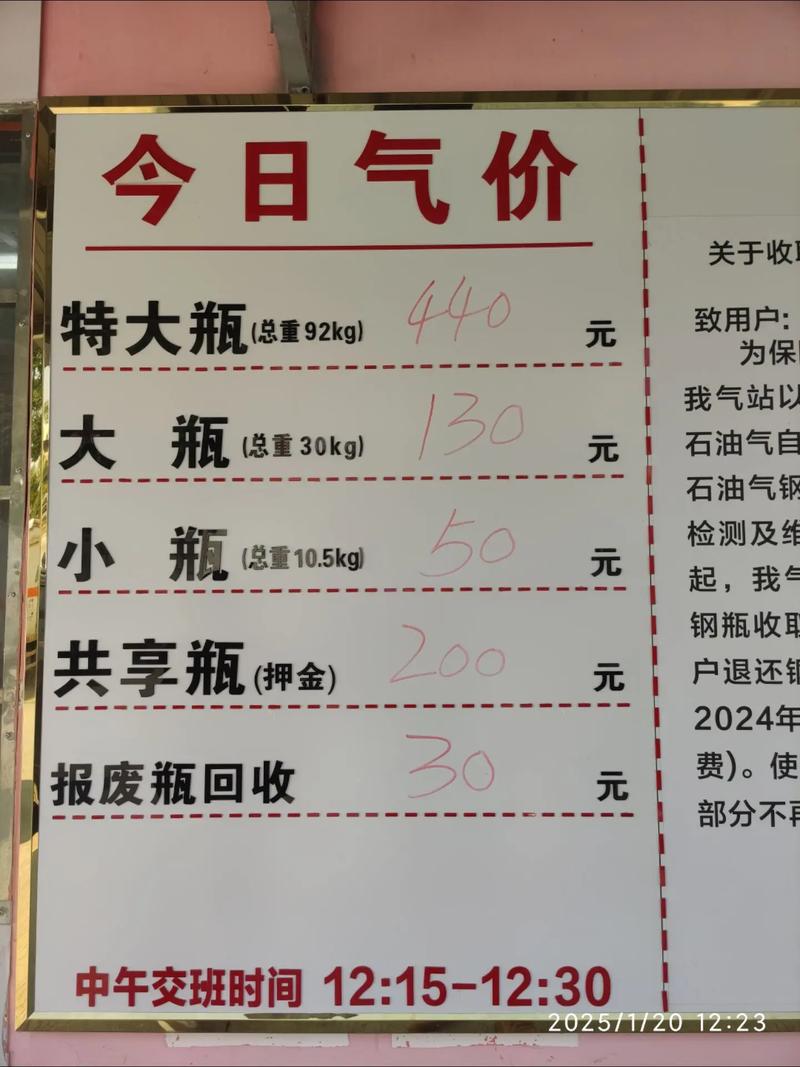 今日气价
特大瓶(总重92kg) 440 元
大 瓶(总重30kg) 130 元
小 瓶(总重10.5kg) 50 元
共享瓶(押金) 200 元
报废瓶回收 30 元
中午交班时间 12:15-12:30
关于收取
致用户:
为保
我气站以
石油气自
石油气钢
检测及维
起，我气
钢瓶收取
户退还钢
2024年
费)。使
部分不再
2025/1/20 12:23